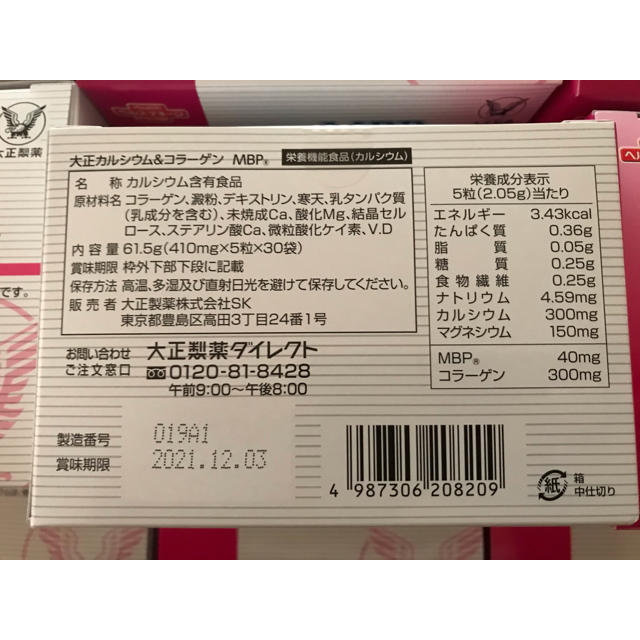 大正製薬
大正カルシウム&コラーゲン MBP® 栄養機能食品(カルシウム)
名 称 カルシウム含有食品
原材料名 コラーゲン、澱粉、デキストリン、寒天、乳タンパク質
(乳成分を含む)、未焼成Ca、酸化Mg、結晶セル
ロース、ステアリン酸Ca、微粒酸化ケイ素、V.D
内 容 量 61.5g(410mg×5粒×30袋)
賞味期限 枠外下部下段に記載
保存方法 高温、多湿及び直射日光を避けて保存してください。
販 売 者 大正製薬株式会社SK
東京都豊島区高田3丁目24番1号
栄養成分表示
5粒(2.05g)当たり
エネルギー 3.43kcal
たんぱく質 0.36g
脂 質 0.05g
糖 質 0.25g
食物繊維 0.25g
ナトリウム 4.59mg
カルシウム 300mg
マグネシウム 150mg
MBP® 40mg
コラーゲン 300mg
お問い合わせ
ご注文窓口
大正製薬ダイレクト
0120-81-8428
午前9:00〜午後8:00
製造番号 019A1
賞味期限 2021.12.03
4 987306 208209
紙
箱
中仕切り
です。